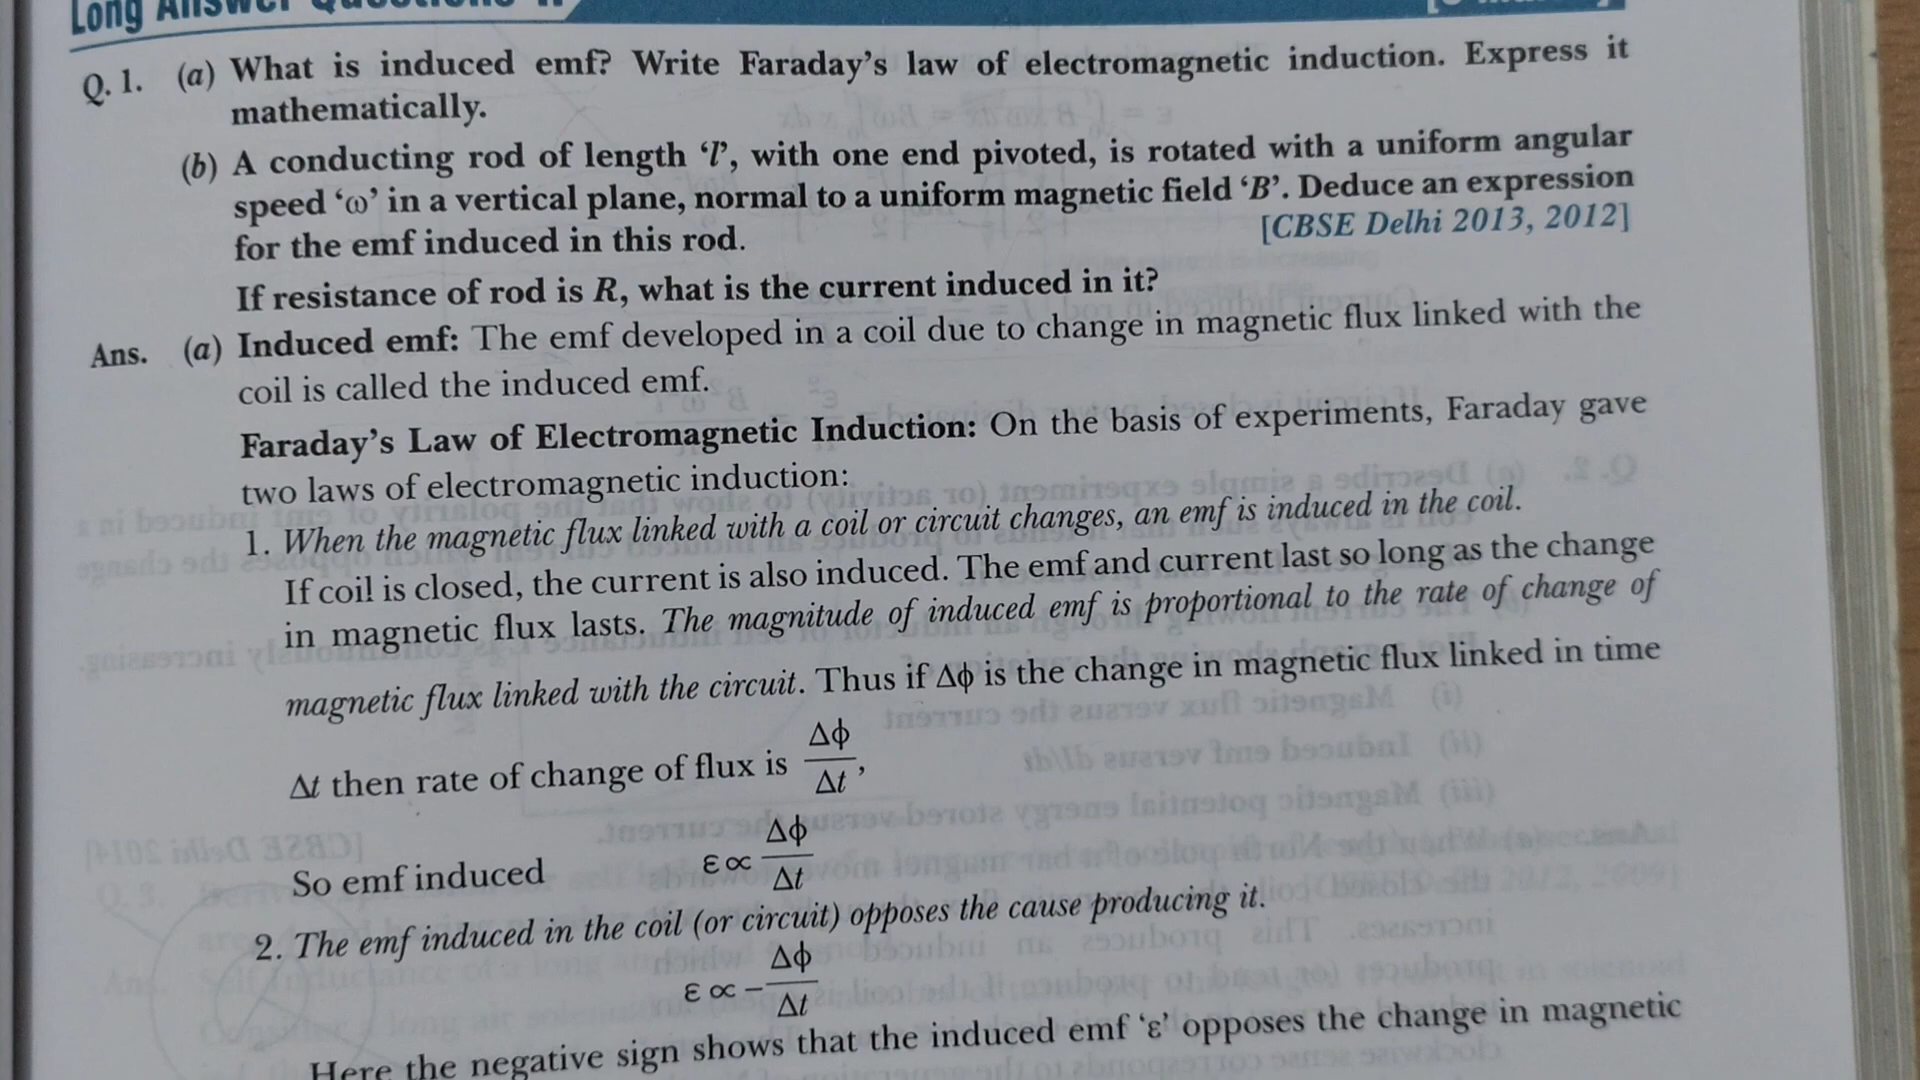 Long Answer Questions
Q. 1. (a) What is induced emf? Write Faraday's law of electromagnetic induction. Express it
mathematically.
(b) A conducting rod of length 'l', with one end pivoted, is rotated with a uniform angular
speed 'ω' in a vertical plane, normal to a uniform magnetic field 'B'. Deduce an expression
for the emf induced in this rod. [CBSE Delhi 2013, 2012]
If resistance of rod is R, what is the current induced in it?
Ans. (a) Induced emf: The emf developed in a coil due to change in magnetic flux linked with the
coil is called the induced emf.
Faraday's Law of Electromagnetic Induction: On the basis of experiments, Faraday gave
two laws of electromagnetic induction:
1. When the magnetic flux linked with a coil or circuit changes, an emf is induced in the coil.
If coil is closed, the current is also induced. The emf and current last so long as the change
in magnetic flux lasts. The magnitude of induced emf is proportional to the rate of change of
magnetic flux linked with the circuit. Thus if Δϕ is the change in magnetic flux linked in time
Δt then rate of change of flux is Δϕ/Δt,
So emf induced ε ∝ Δϕ/Δt
2. The emf induced in the coil (or circuit) opposes the cause producing it.
ε ∝ −Δϕ/Δt
Here the negative sign shows that the induced emf 'ε' opposes the change in magnetic